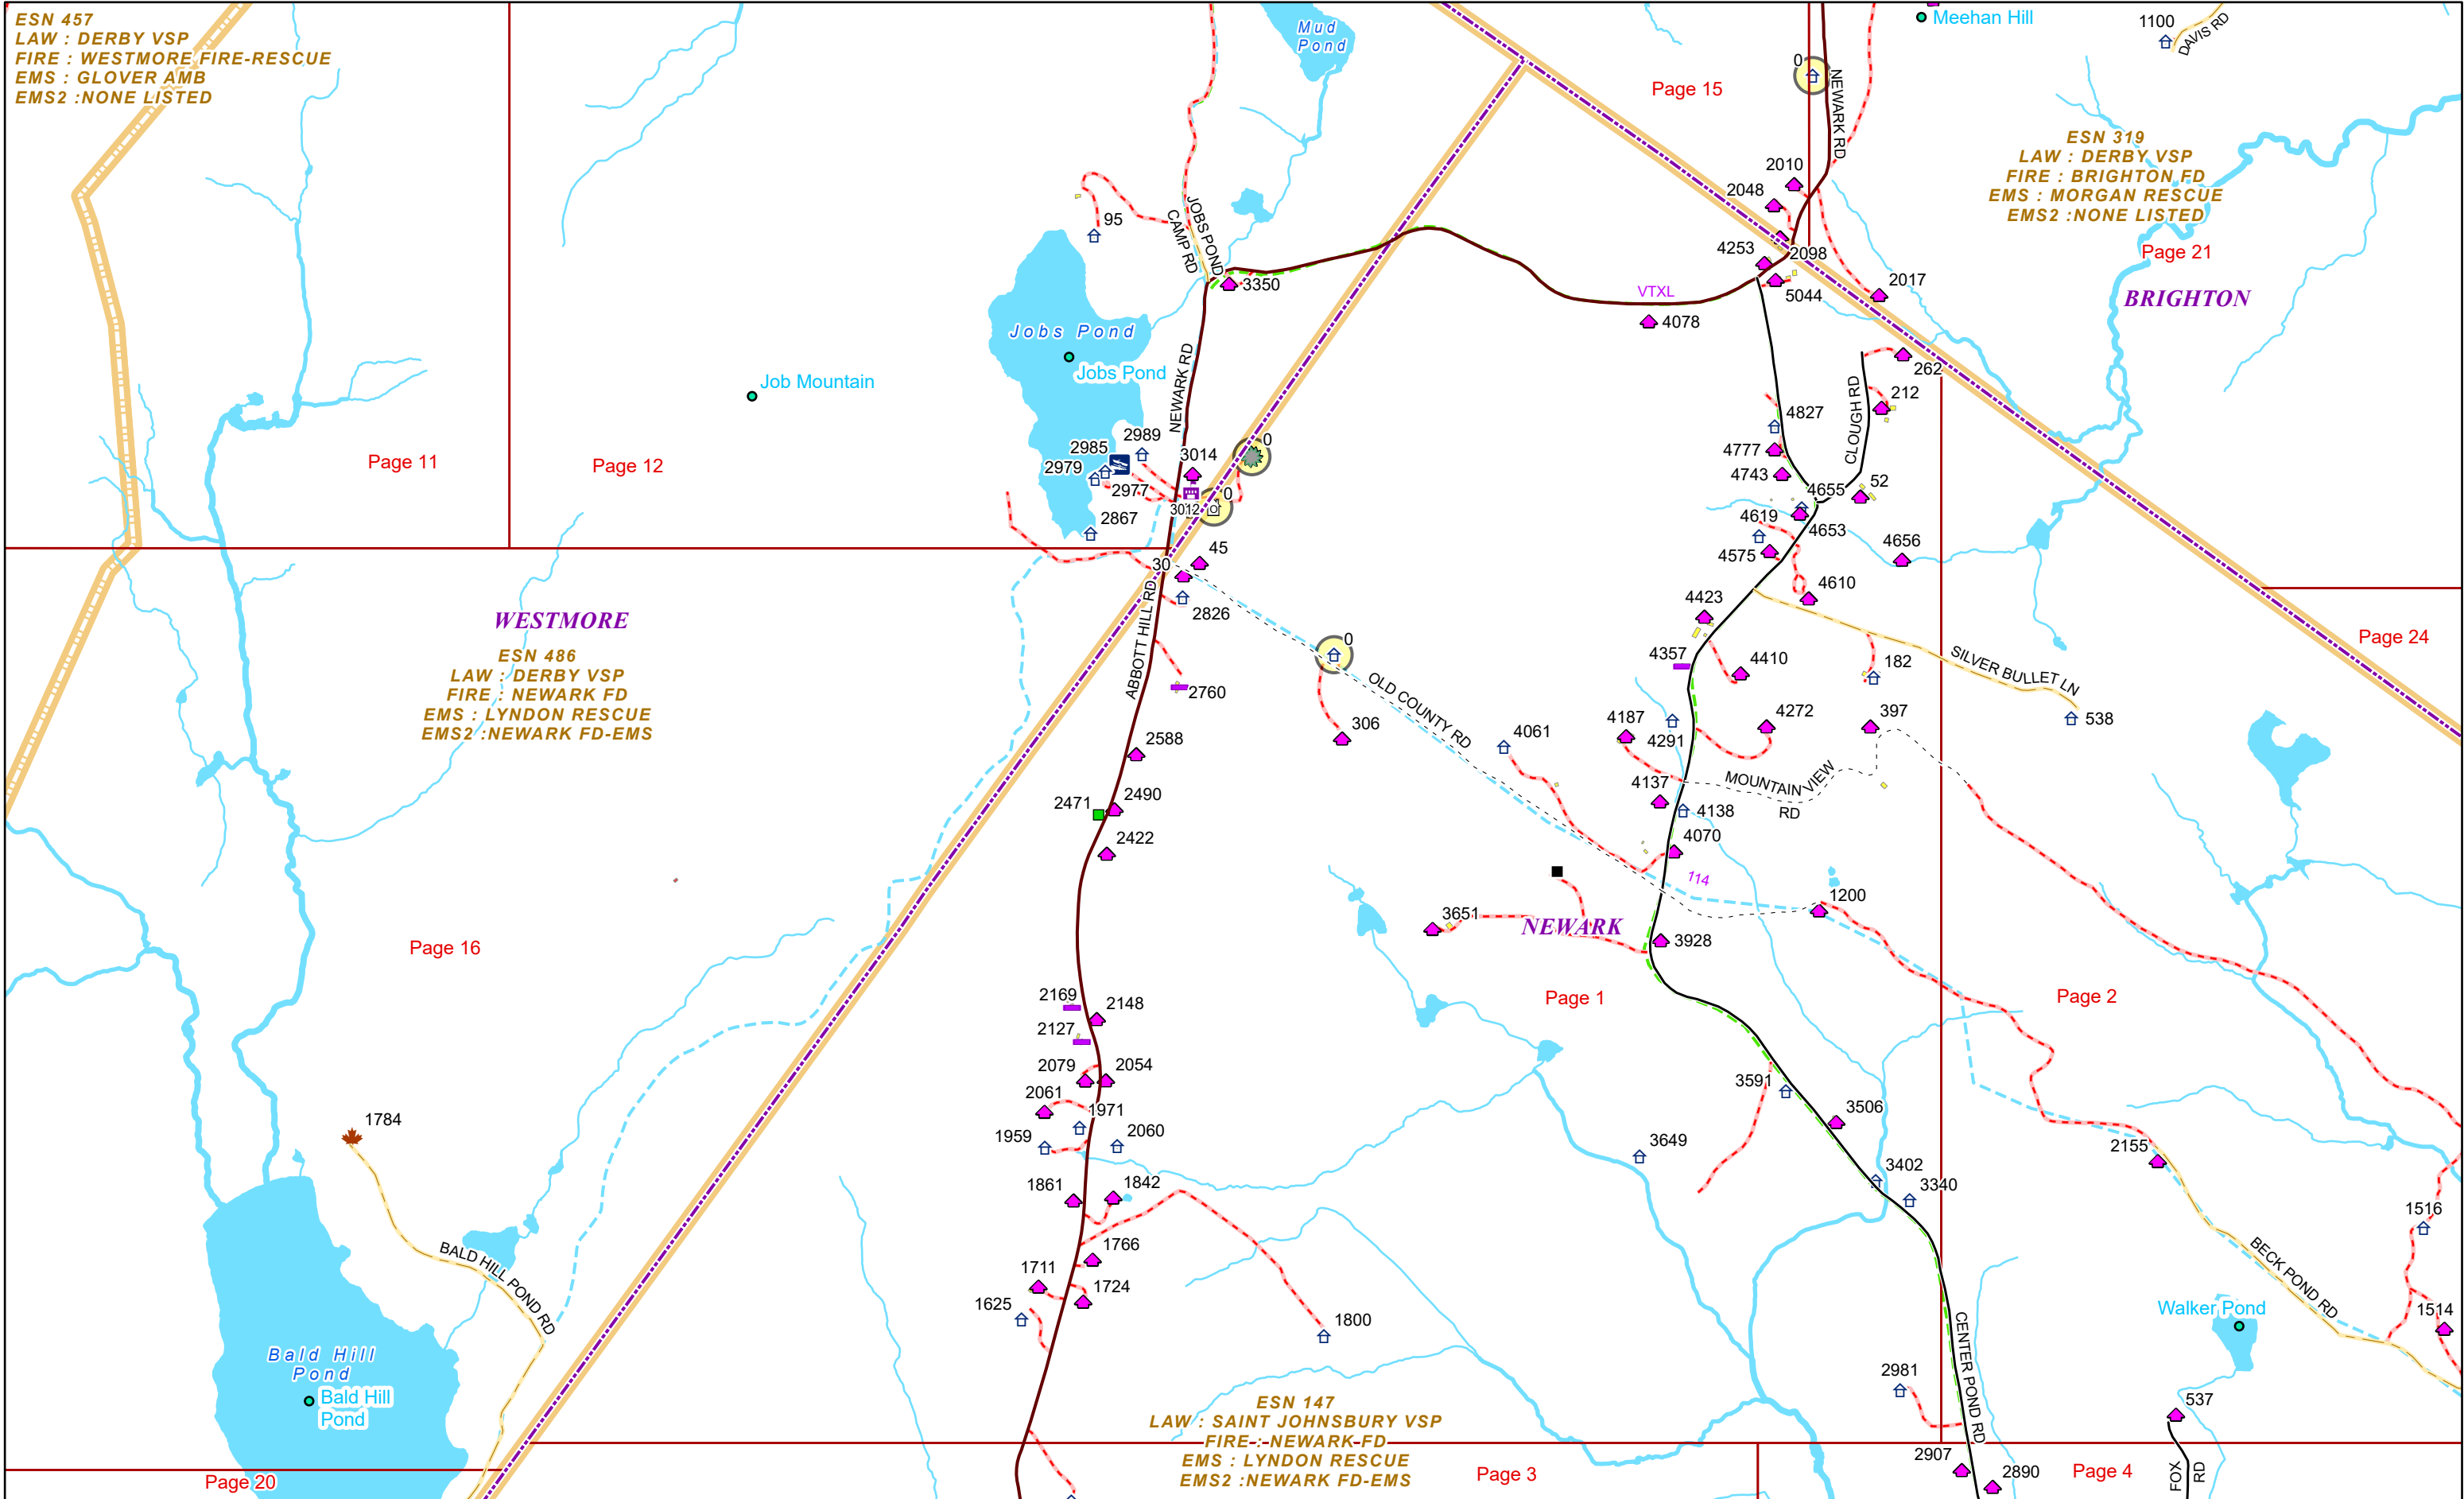 ESN 457
LAW : DERBY VSP
FIRE : WESTMORE FIRE-RESCUE
EMS : GLOVER AMB
EMS2 :NONE LISTED
Mud
Pond
Meehan Hill
1100
DAVIS RD
0
NEWARK RD
Page 15
ESN 319
LAW : DERBY VSP
FIRE : BRIGHTON FD
EMS : MORGAN RESCUE
EMS2 :NONE LISTED
Page 21
BRIGHTON
2010
2048
95
JOBS POND
CAMP RD
4253
2098
2017
5044
3350
VTXL
4078
Jobs Pond
Jobs Pond
Job Mountain
NEWARK RD
262
CLOUGH RD
212
4827
Page 11
Page 12
2989
2985
2979
2977
3014
0
4777
4743
52
4655
3012
0
2867
4619
4653
4575
4656
45
30
4610
2826
WESTMORE
ESN 486
LAW : DERBY VSP
FIRE : NEWARK FD
EMS : LYNDON RESCUE
EMS2 :NEWARK FD-EMS
ABBOTT HILL RD
0
4423
4357
4410
182
SILVER BULLET LN
Page 24
2760
OLD COUNTY RD
306
4061
4187
4291
4272
397
538
2588
4137
MOUNTAIN VIEW
RD
4138
2471
2490
2422
4070
114
1200
3651
NEWARK
3928
Page 16
Page 1
Page 2
2169
2148
2127
2079
2054
2061
1971
1959
2060
3591
3506
1784
3649
2155
3402
3340
1861
1842
1516
BALD HILL POND RD
1766
1711
1724
1625
1800
BECK POND RD
Walker Pond
1514
CENTER POND RD
Bald Hill
Pond
Bald Hill
Pond
2981
537
ESN 147
LAW : SAINT JOHNSBURY VSP
FIRE : NEWARK FD
EMS : LYNDON RESCUE
EMS2 :NEWARK FD-EMS
2907
2890
Page 20
Page 3
Page 4
FOX
RD